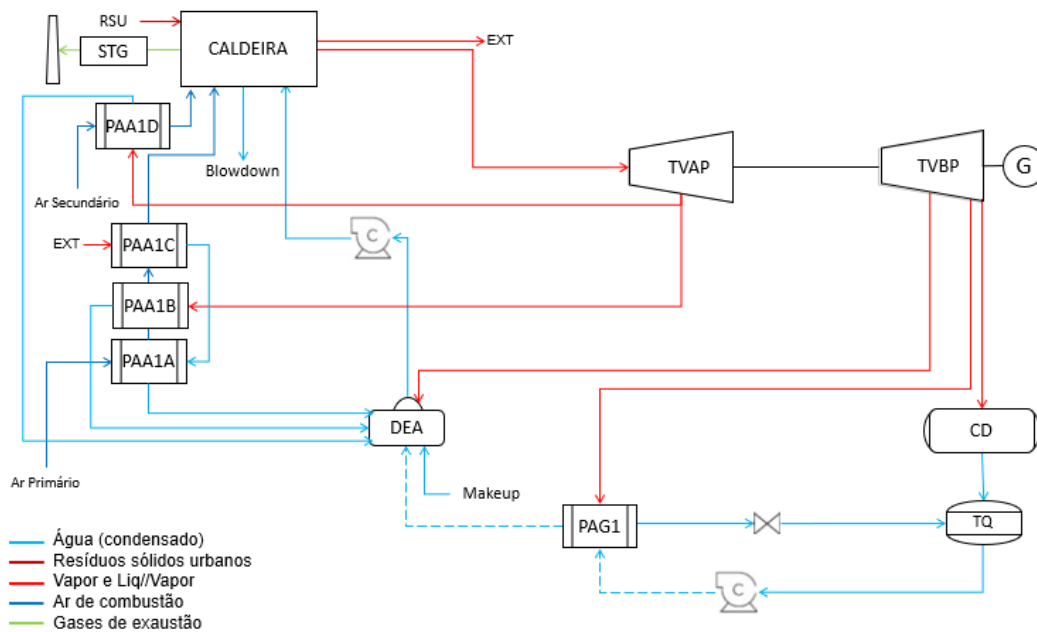 RSU
STG
CALDEIRA
EXT
PAA1D
Blowdown
TVAP
TVBP
G
Ar Secundário
EXT
PAA1C
C
PAA1B
PAA1A
DEA
CD
Ar Primário
Makeup
PAG1
TQ
C
Água (condensado)
Resíduos sólidos urbanos
Vapor e Liq//Vapor
Ar de combustão
Gases de exaustão